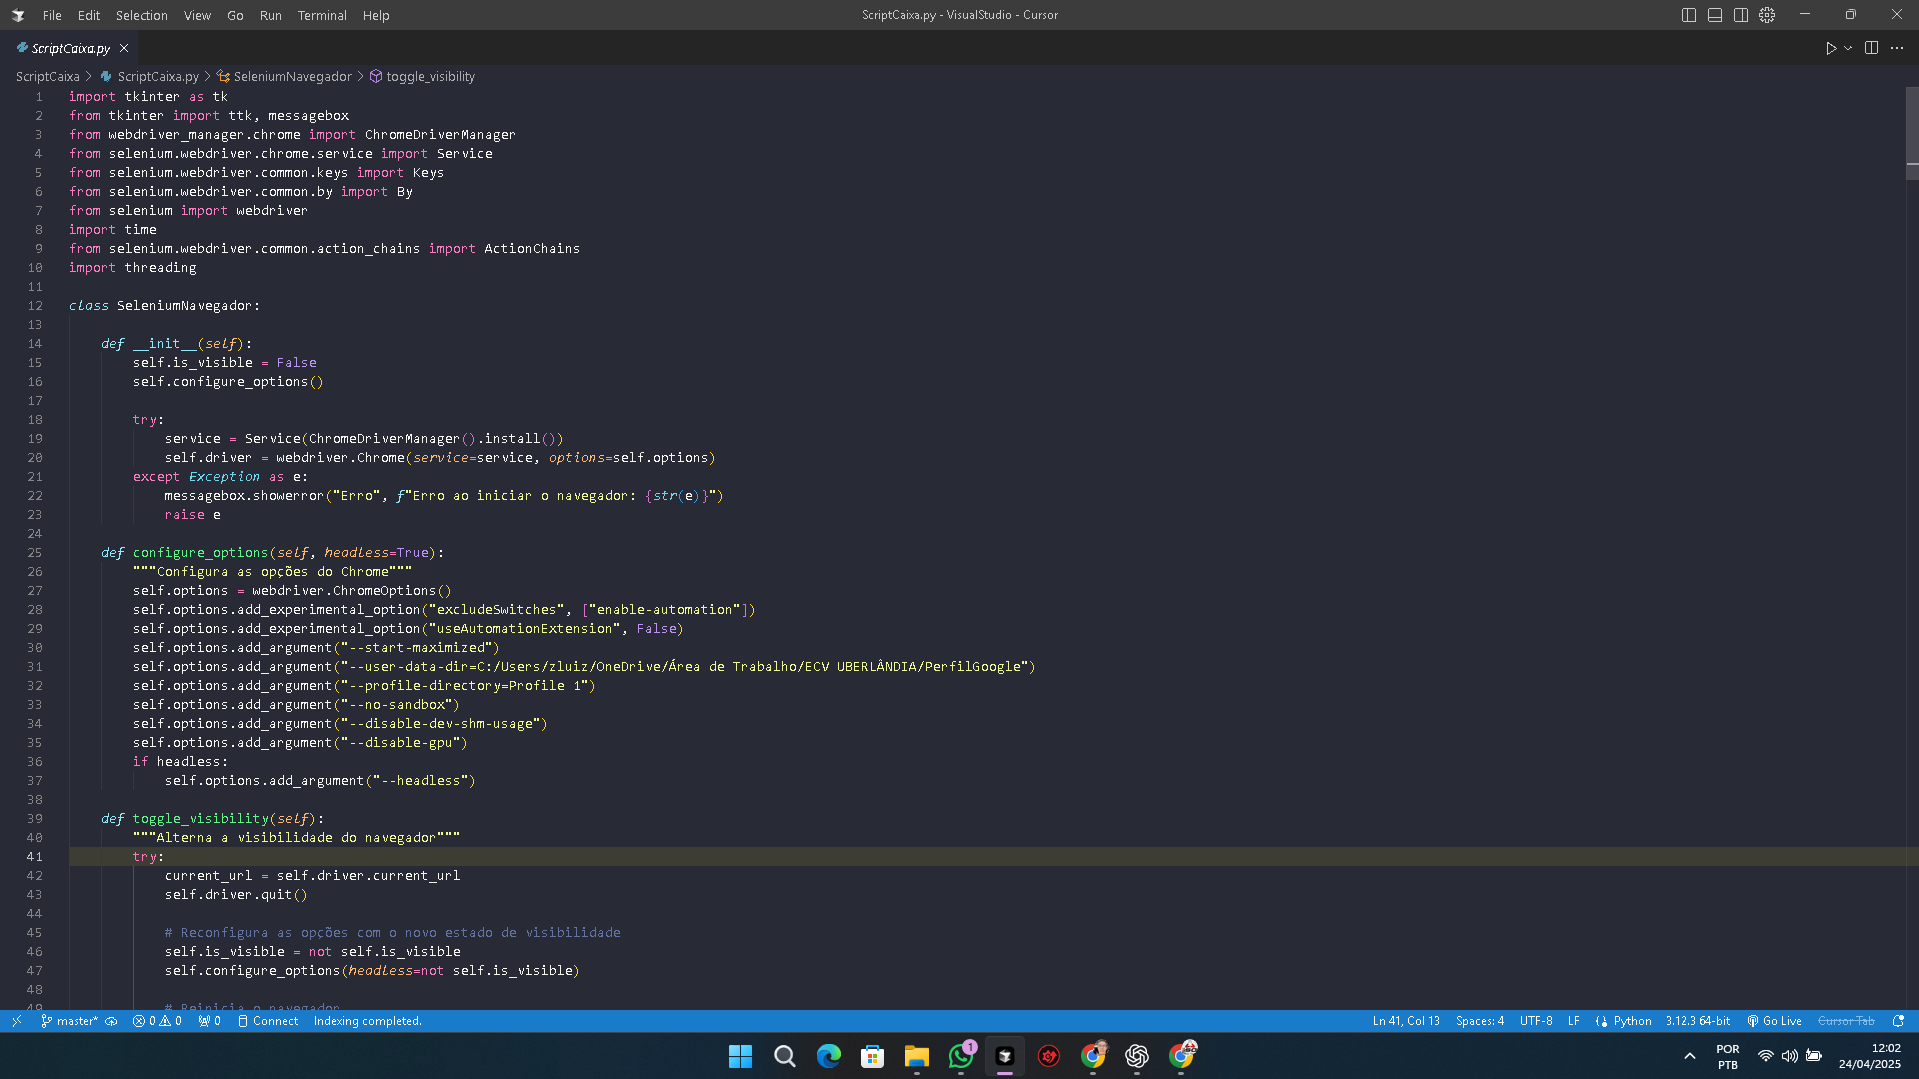 File Edit Selection View Go Run Terminal Help
ScriptCaixa.py - VisualStudio - Cursor
ScriptCaixa.py
ScriptCaixa > ScriptCaixa.py > SeleniumNavegador > toggle_visibility
1 import tkinter as tk
2 from tkinter import ttk, messagebox
3 from webdriver_manager.chrome import ChromeDriverManager
4 from selenium.webdriver.chrome.service import Service
5 from selenium.webdriver.common.keys import Keys
6 from selenium.webdriver.common.by import By
7 from selenium import webdriver
8 import time
9 from selenium.webdriver.common.action_chains import ActionChains
10 import threading
11
12 class SeleniumNavegador:
13
14     def __init__(self):
15         self.is_visible = False
16         self.configure_options()
17
18         try:
19             service = Service(ChromeDriverManager().install())
20             self.driver = webdriver.Chrome(service=service, options=self.options)
21         except Exception as e:
22             messagebox.showerror("Erro", f"Erro ao iniciar o navegador: {str(e)}")
23             raise e
24
25     def configure_options(self, headless=True):
26         """Configura as opções do Chrome"""
27         self.options = webdriver.ChromeOptions()
28         self.options.add_experimental_option("excludeSwitches", ["enable-automation"])
29         self.options.add_experimental_option("useAutomationExtension", False)
30         self.options.add_argument("--start-maximized")
31         self.options.add_argument("--user-data-dir=C:/Users/zluiz/OneDrive/Área de Trabalho/ECV UBERLÂNDIA/PerfilGoogle")
32         self.options.add_argument("--profile-directory=Profile 1")
33         self.options.add_argument("--no-sandbox")
34         self.options.add_argument("--disable-dev-shm-usage")
35         self.options.add_argument("--disable-gpu")
36         if headless:
37             self.options.add_argument("--headless")
38
39     def toggle_visibility(self):
40         """Alterna a visibilidade do navegador"""
41         try:
42             current_url = self.driver.current_url
43             self.driver.quit()
44
45             # Reconfigura as opções com o novo estado de visibilidade
46             self.is_visible = not self.is_visible
47             self.configure_options(headless=not self.is_visible)
48
49             # Reinicia o navegador
master* 0 0 0 Connect Indexing completed.
Ln 41, Col 13 Spaces: 4 UTF-8 LF Python 3.12.3 64-bit Go Live Cursor Tab
1
POR
PTB
12:02
24/04/2025